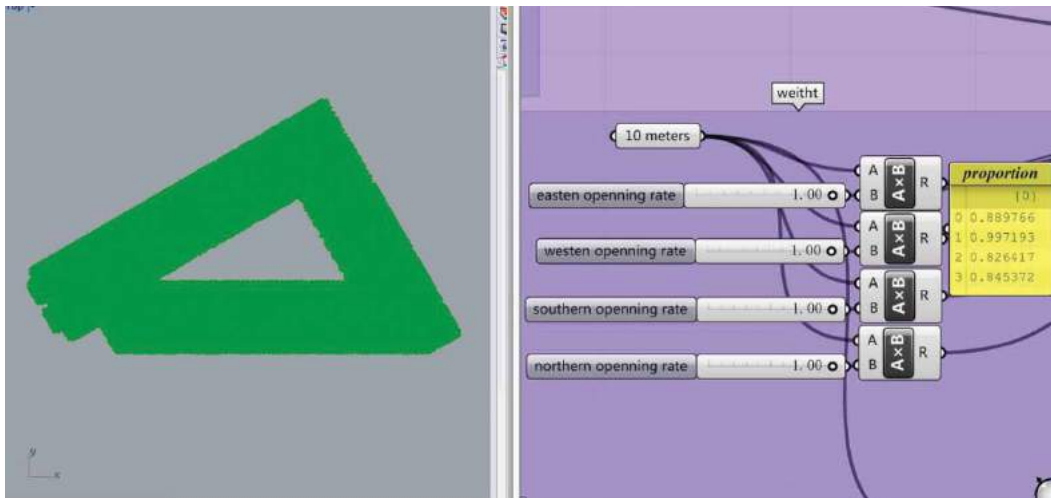 Top
y
x
weitht
10 meters
easten openning rate
1.00
westen openning rate
1.00
southern openning rate
1.00
northern openning rate
1.00
A
B
A×B
R
A
B
A×B
R
A
B
A×B
R
A
B
A×B
R
proportion
{0}
0 0.889766
1 0.997193
2 0.826417
3 0.845372